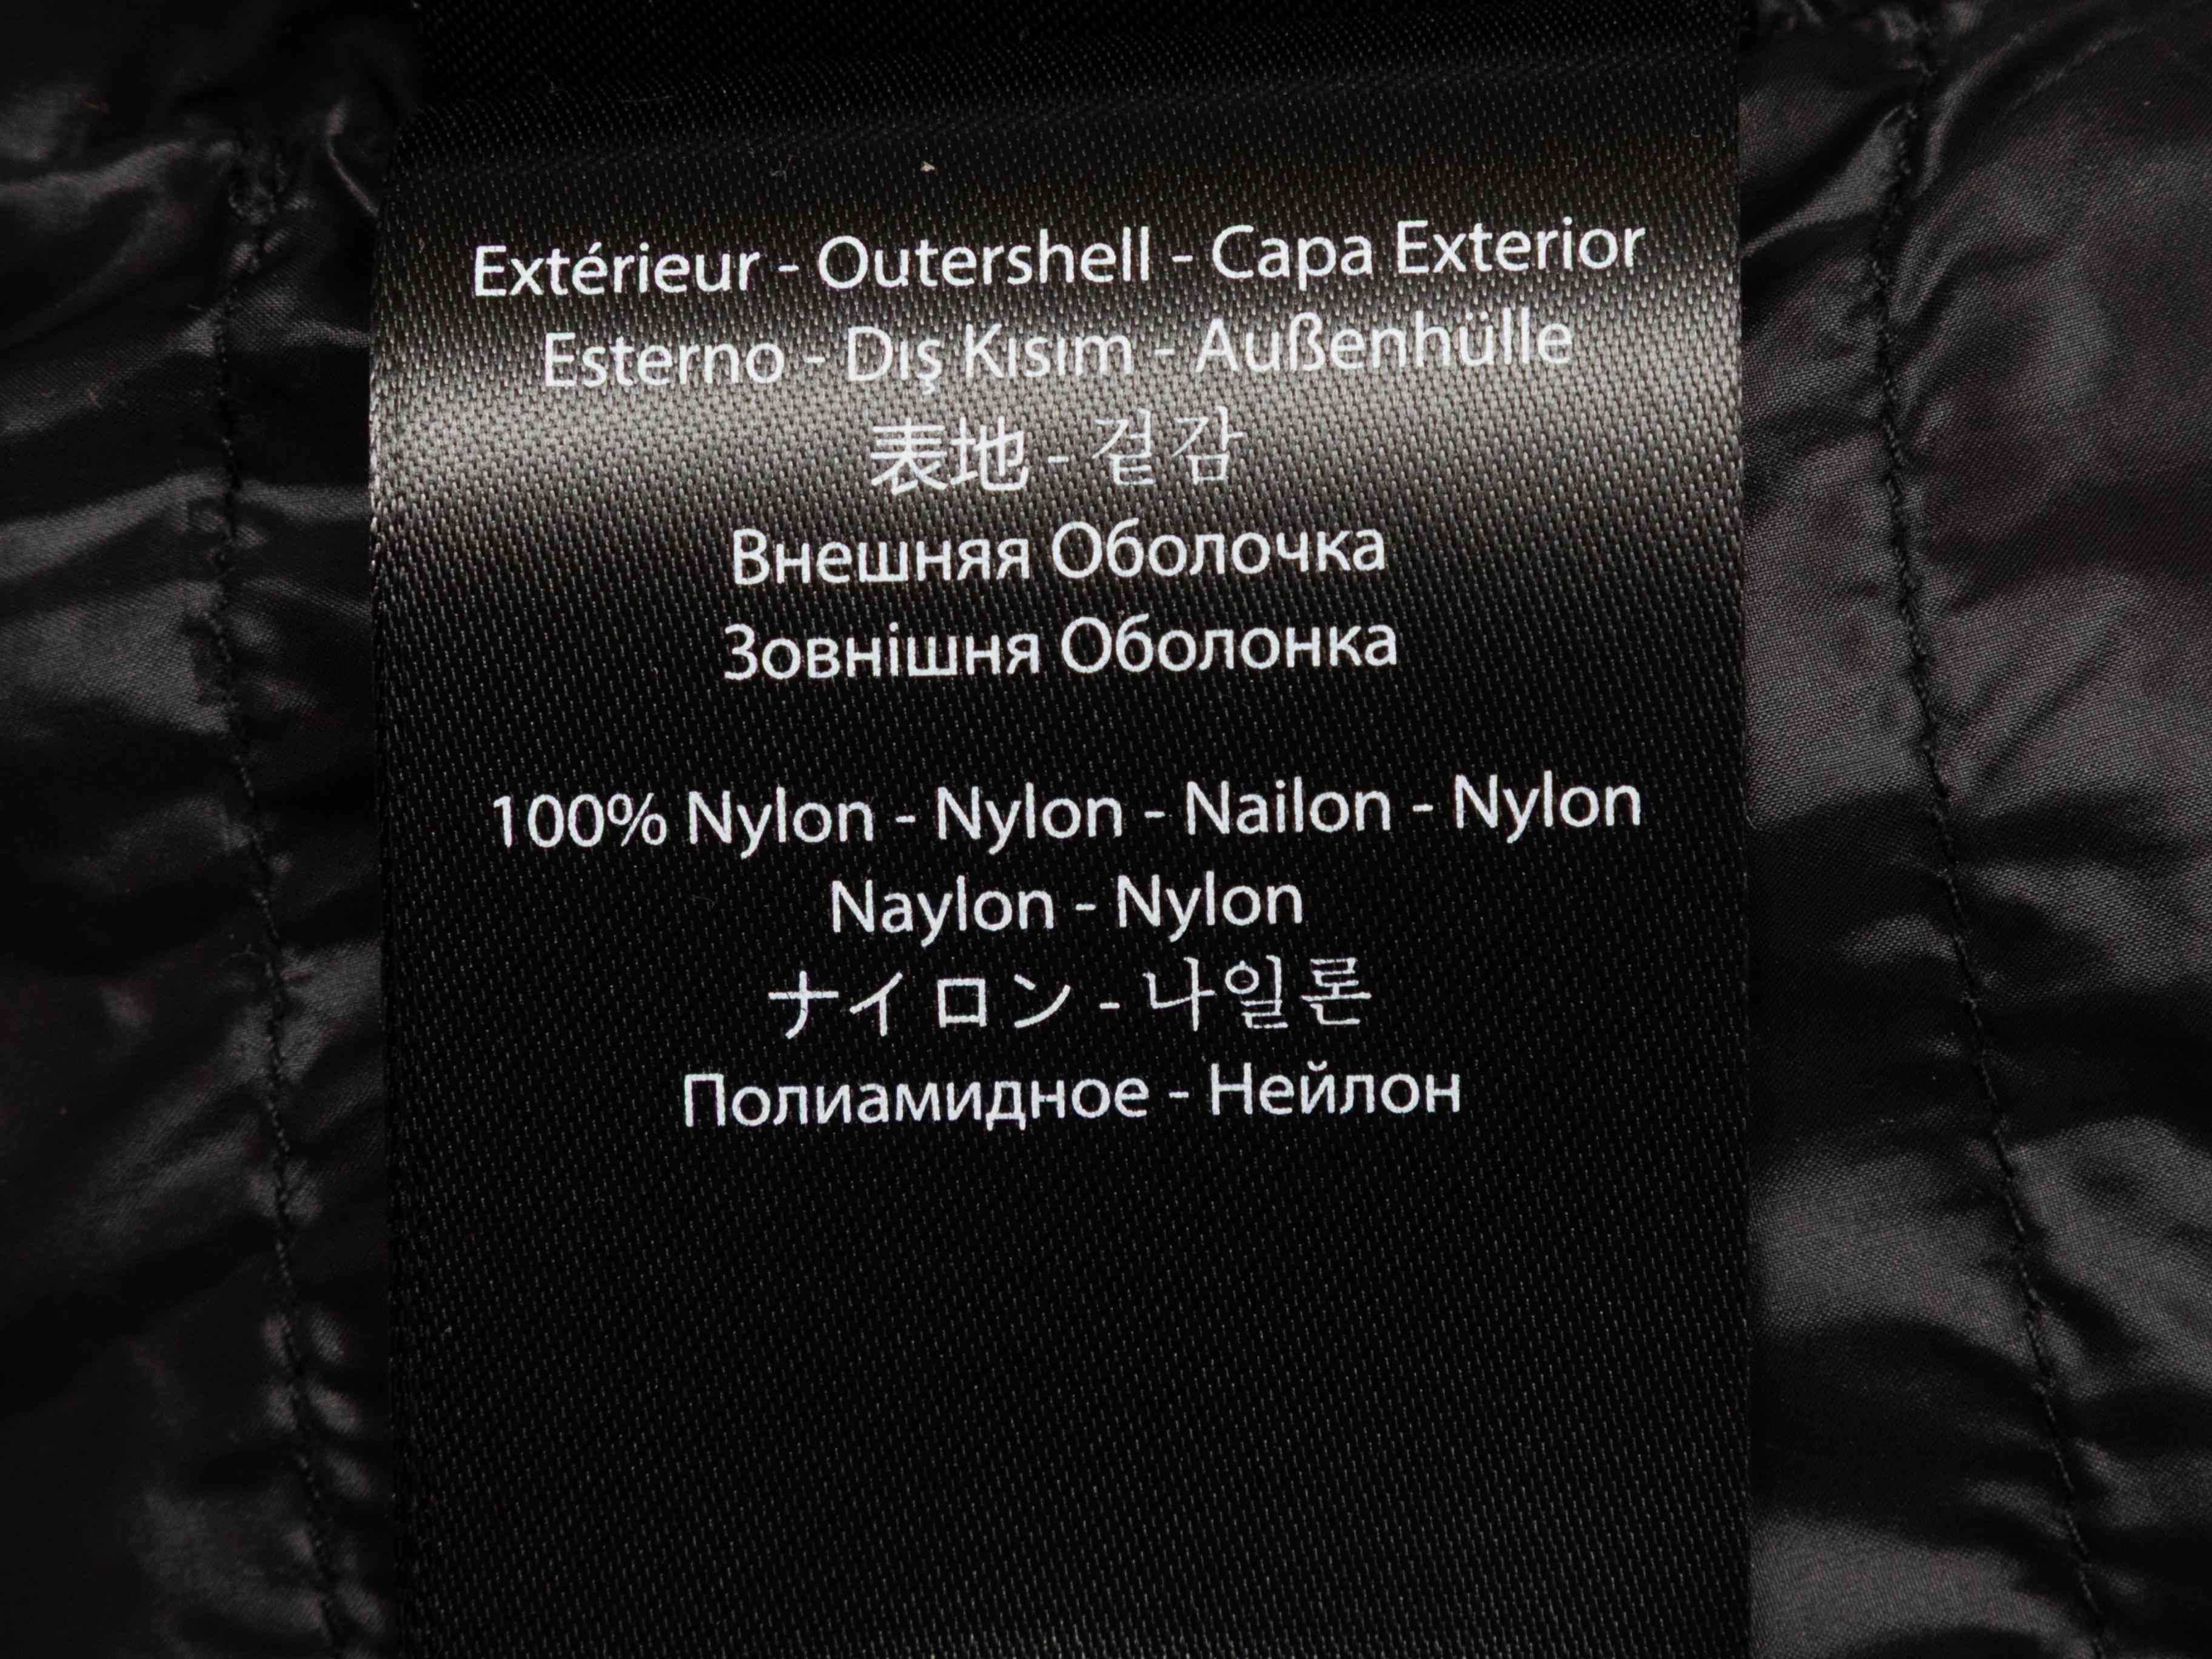 Extérieur - Outershell - Capa Exterior
Esterno - Dış Kısım - Außenhülle
表地 - 겉감
Внешняя Оболочка
Зовнішня Оболонка
100% Nylon - Nylon - Nailon - Nylon
Naylon - Nylon
ナイロン - 나일론
Полиамидное - Нейлон